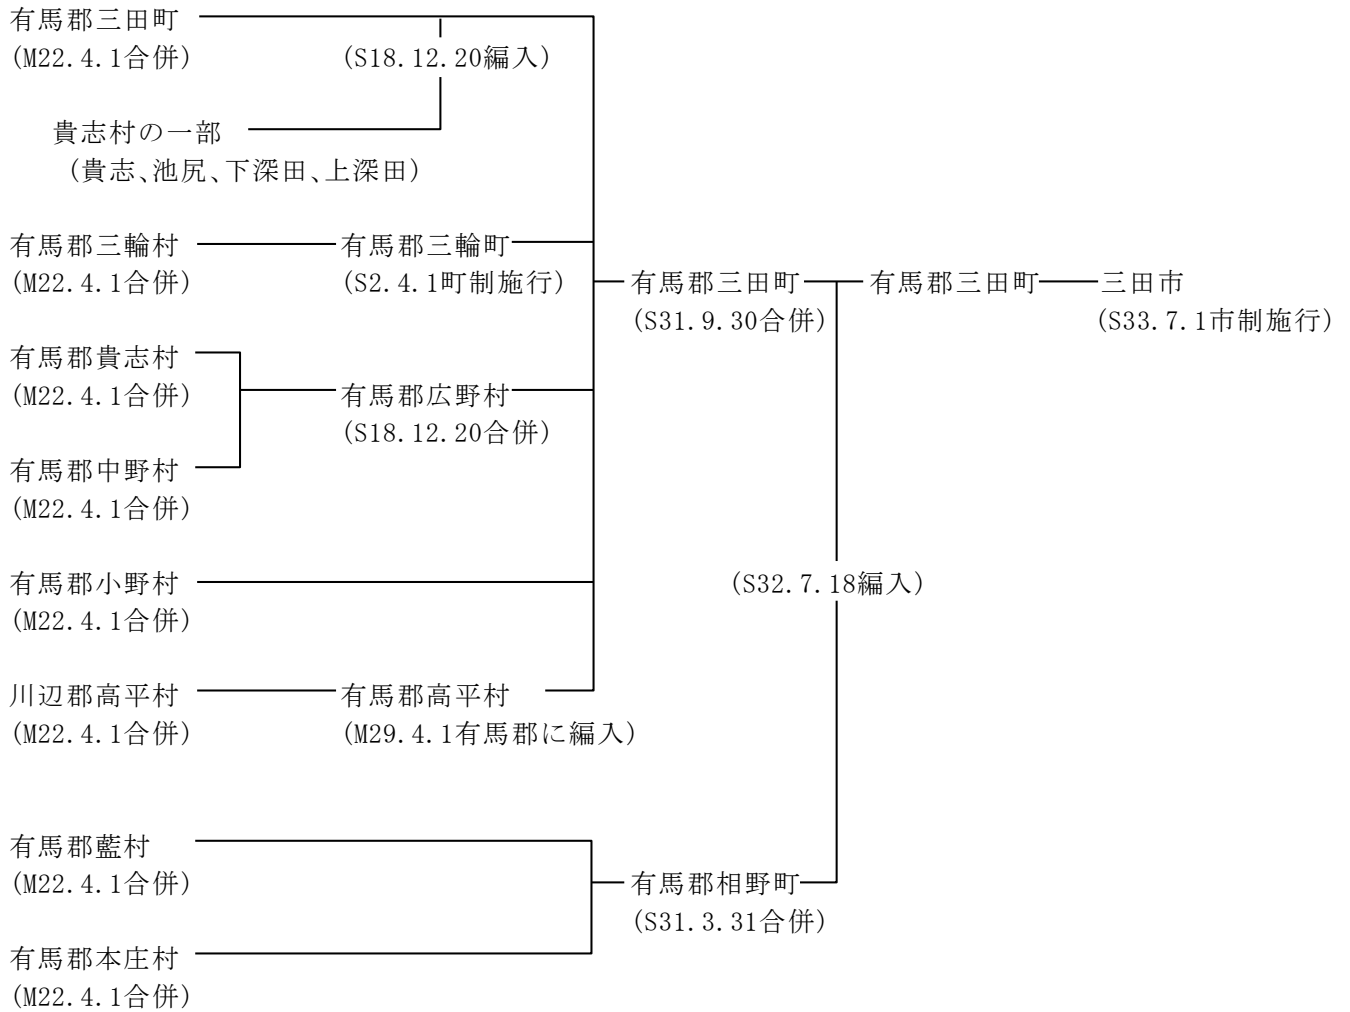 有馬郡三田町
(M22.4.1合併)
(S18.12.20編入)
貴志村の一部
(貴志、池尻、下深田、上深田)
有馬郡三輪村
(M22.4.1合併)
有馬郡三輪町
(S2.4.1町制施行)
有馬郡三田町
(S31.9.30合併)
有馬郡三田町
三田市
(S33.7.1市制施行)
有馬郡貴志村
(M22.4.1合併)
有馬郡広野村
(S18.12.20合併)
有馬郡中野村
(M22.4.1合併)
有馬郡小野村
(M22.4.1合併)
(S32.7.18編入)
川辺郡高平村
(M22.4.1合併)
有馬郡高平村
(M29.4.1有馬郡に編入)
有馬郡藍村
(M22.4.1合併)
有馬郡相野町
(S31.3.31合併)
有馬郡本庄村
(M22.4.1合併)